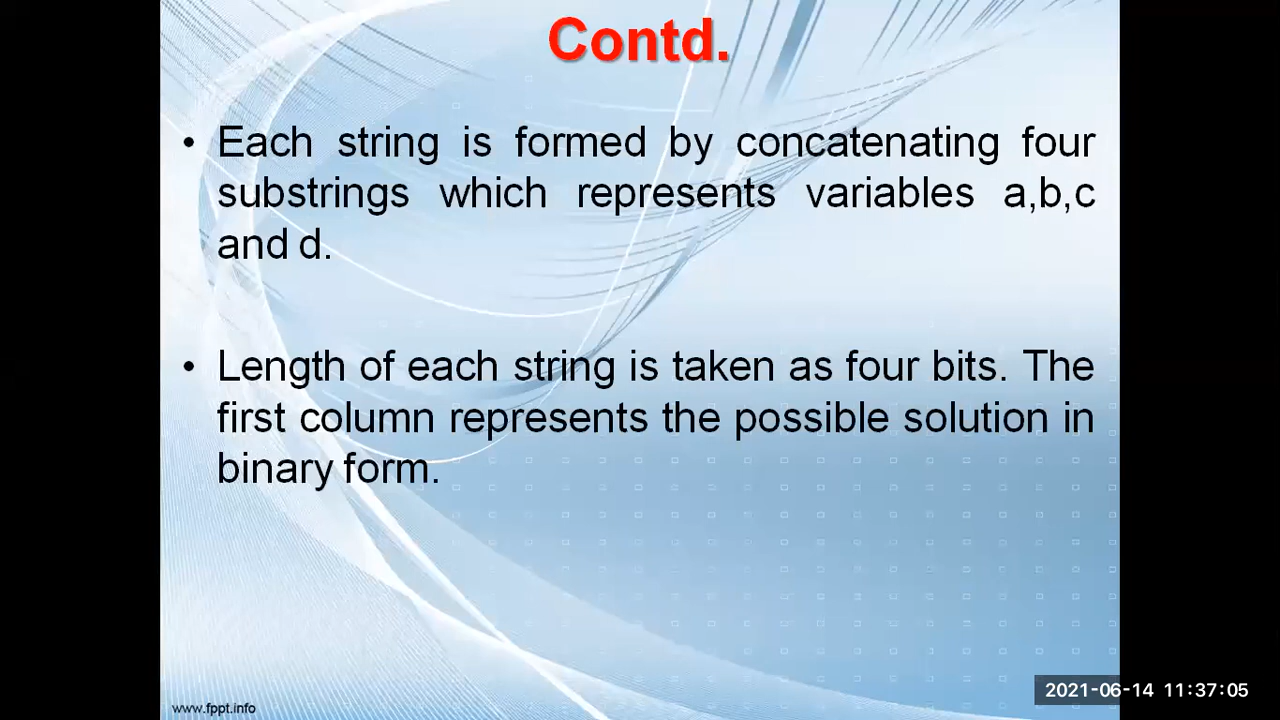 Contd.
• Each string is formed by concatenating four
substrings which represents variables a,b,c
and d.
• Length of each string is taken as four bits. The
first column represents the possible solution in
binary form.
www.fppt.info
2021-06-14 11:37:05